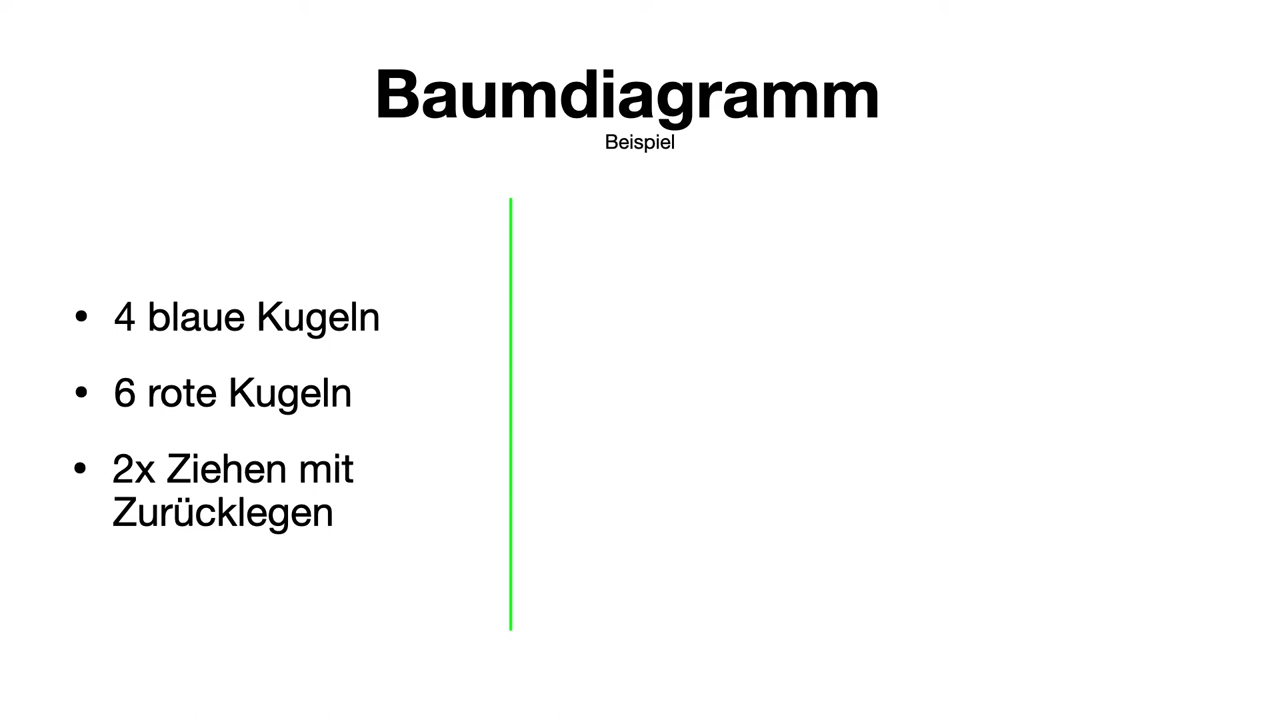 Baumdiagramm
Beispiel
• 4 blaue Kugeln
• 6 rote Kugeln
• 2x Ziehen mit
Zurücklegen